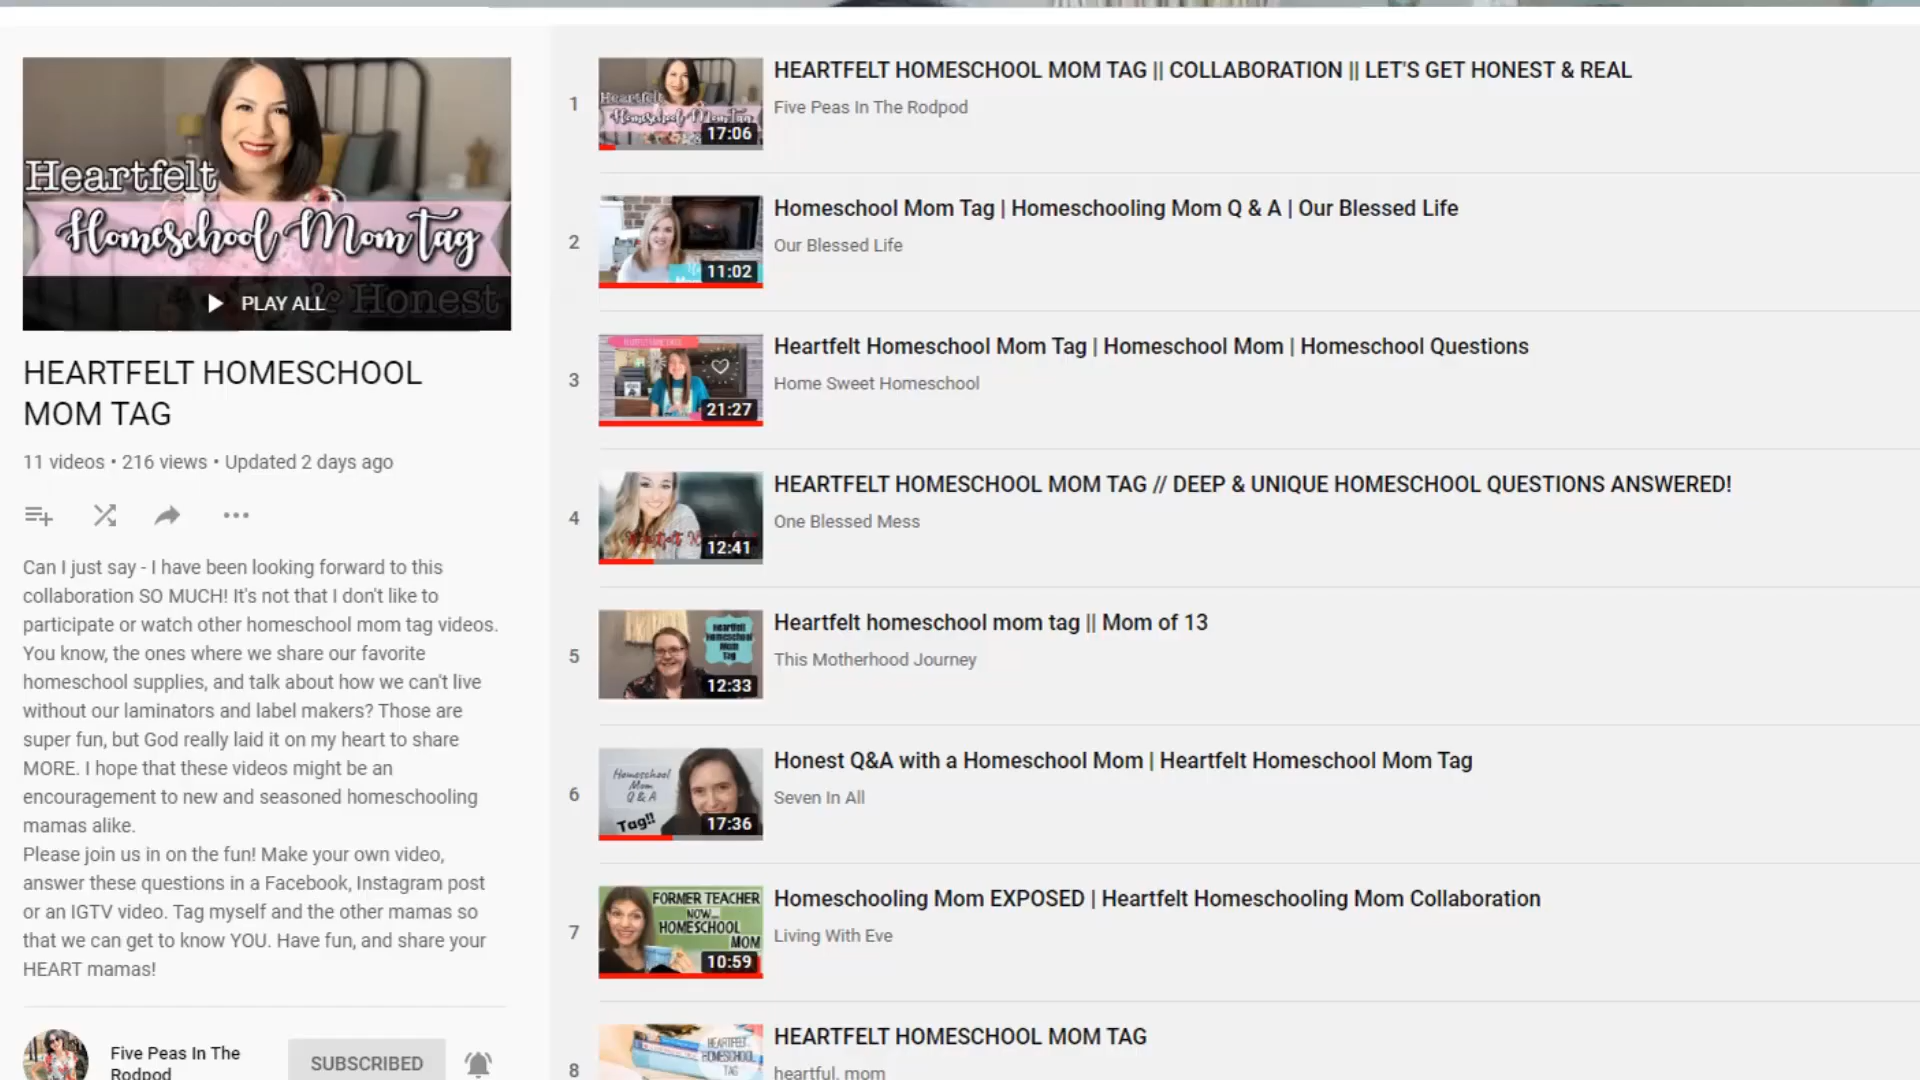 Heartfelt
Homeschool Mom Tag
& Honest
PLAY ALL
HEARTFELT HOMESCHOOL
MOM TAG
11 videos • 216 views • Updated 2 days ago
Can I just say - I have been looking forward to this
collaboration SO MUCH! It's not that I don't like to
participate or watch other homeschool mom tag videos.
You know, the ones where we share our favorite
homeschool supplies, and talk about how we can't live
without our laminators and label makers? Those are
super fun, but God really laid it on my heart to share
MORE. I hope that these videos might be an
encouragement to new and seasoned homeschooling
mamas alike.
Please join us in on the fun! Make your own video,
answer these questions in a Facebook, Instagram post
or an IGTV video. Tag myself and the other mamas so
that we can get to know YOU. Have fun, and share your
HEART mamas!
Five Peas In The
Rodpod
SUBSCRIBED
1
Heartfelt
Homeschool Mom Tag
17:06
HEARTFELT HOMESCHOOL MOM TAG || COLLABORATION || LET'S GET HONEST & REAL
Five Peas In The Rodpod
2
11:02
Homeschool Mom Tag | Homeschooling Mom Q & A | Our Blessed Life
Our Blessed Life
3
21:27
Heartfelt Homeschool Mom Tag | Homeschool Mom | Homeschool Questions
Home Sweet Homeschool
4
12:41
HEARTFELT HOMESCHOOL MOM TAG // DEEP & UNIQUE HOMESCHOOL QUESTIONS ANSWERED!
One Blessed Mess
5
Heartfelt
Homeschool
Mom
Tag
12:33
Heartfelt homeschool mom tag || Mom of 13
This Motherhood Journey
6
Homeschool
Mom
Q & A
Tag!!
17:36
Honest Q&A with a Homeschool Mom | Heartfelt Homeschool Mom Tag
Seven In All
7
FORMER TEACHER
NOW...
HOMESCHOOL
MOM
10:59
Homeschooling Mom EXPOSED | Heartfelt Homeschooling Mom Collaboration
Living With Eve
8
HEARTFELT
HOMESCHOOL
TAG
HEARTFELT HOMESCHOOL MOM TAG
heartful. mom